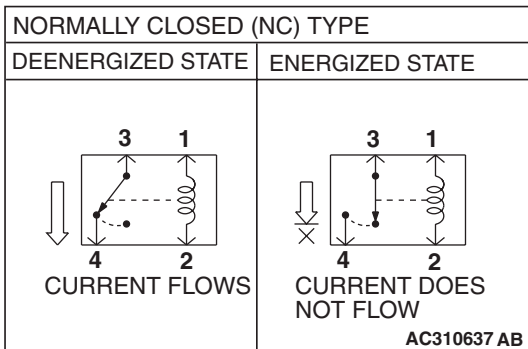 NORMALLY CLOSED (NC) TYPE
DEENERGIZED STATE
ENERGIZED STATE
3 1
4 2
CURRENT FLOWS
3 1
4 2
CURRENT DOES
NOT FLOW
AC310637 AB